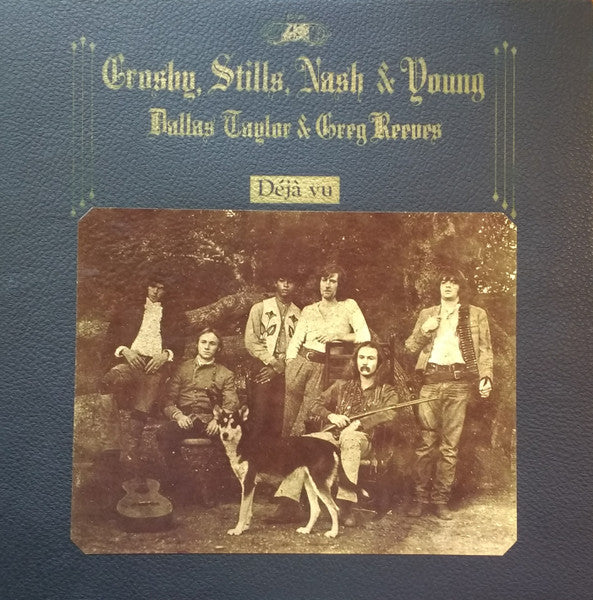 Crosby, Stills, Nash & Young
Dallas Taylor & Greg Reeves
Déjà vu